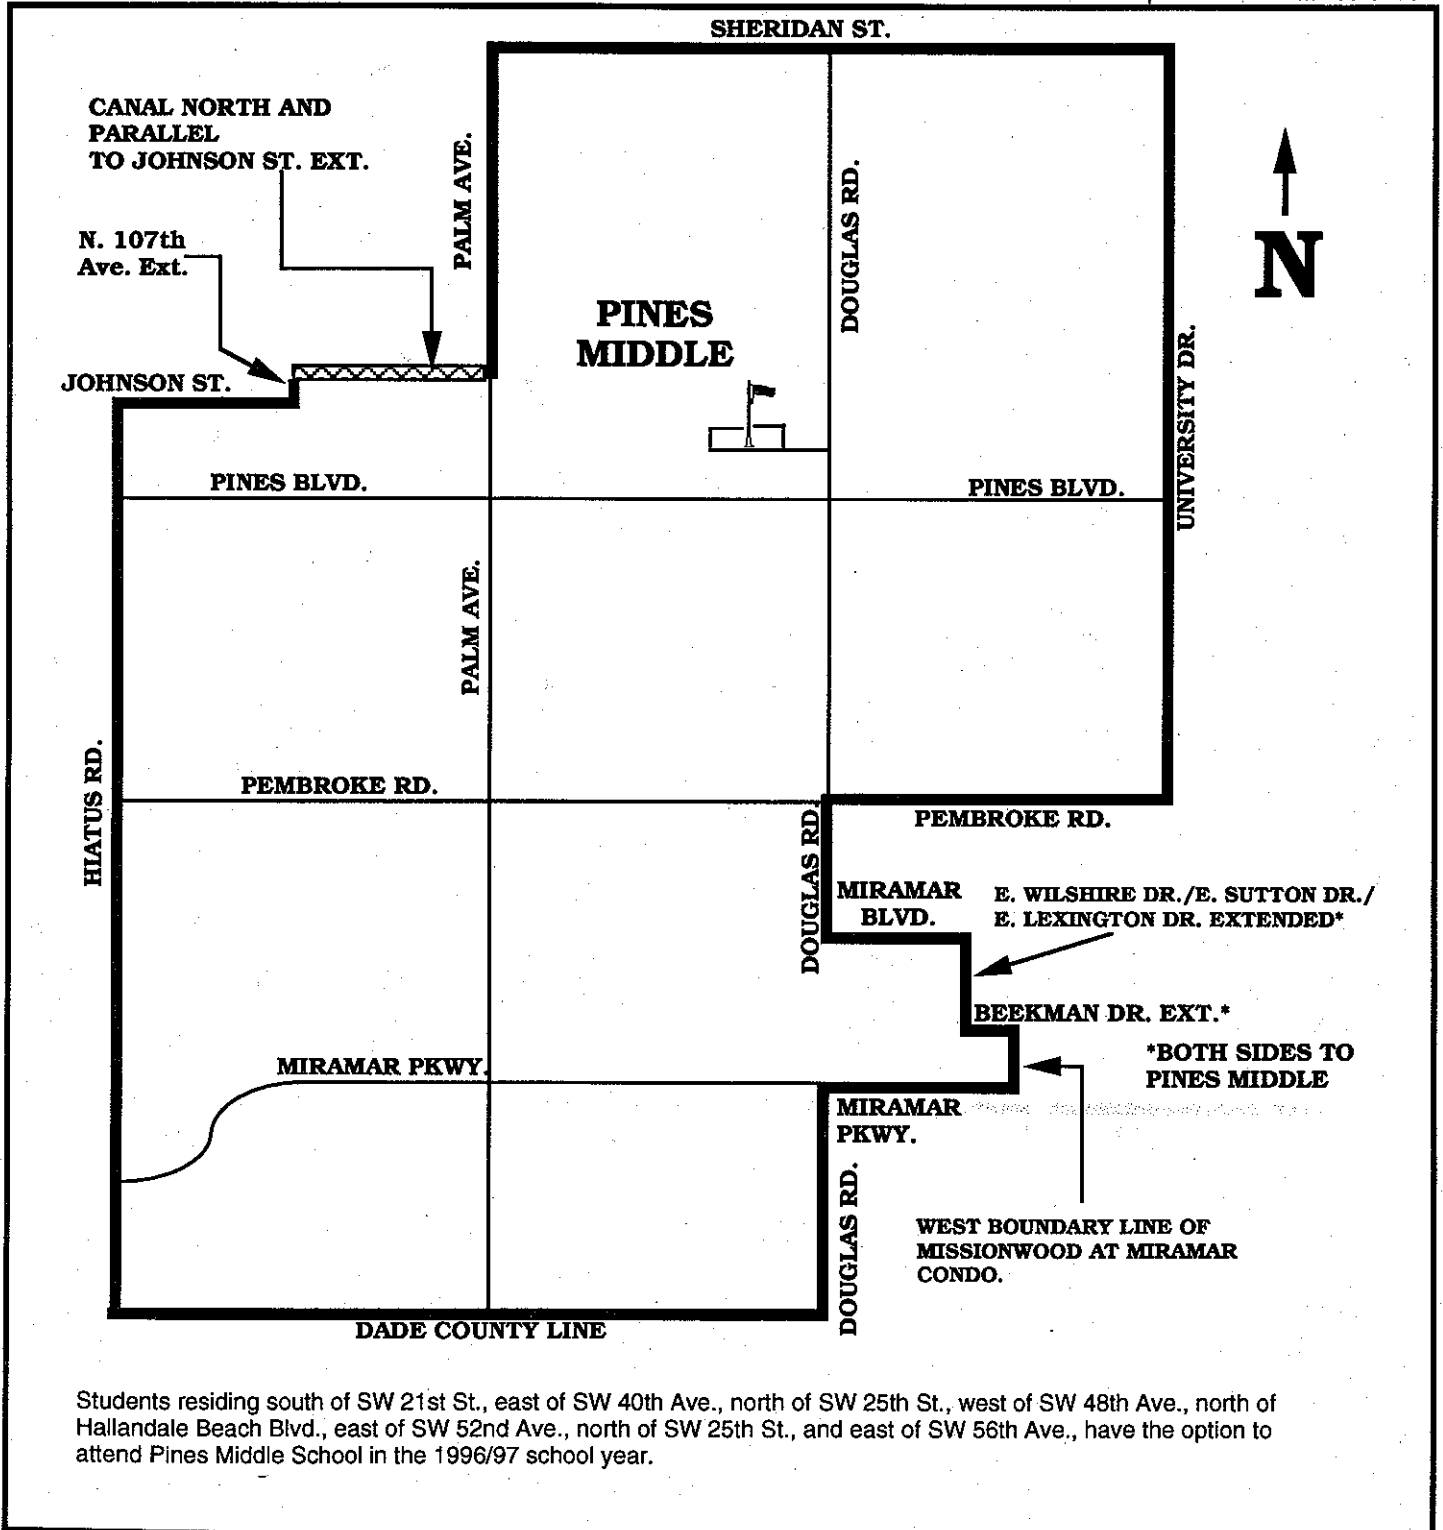 SHERIDAN ST.
CANAL NORTH AND
PARALLEL
TO JOHNSON ST. EXT.
PALM AVE.
DOUGLAS RD.
N. 107th
Ave. Ext.
N
PINES
MIDDLE
UNIVERSITY DR.
JOHNSON ST.
PINES BLVD.
PINES BLVD.
PALM AVE.
HIATUS RD.
PEMBROKE RD.
PEMBROKE RD.
DOUGLAS RD.
MIRAMAR
BLVD.
E. WILSHIRE DR./E. SUTTON DR./
E. LEXINGTON DR. EXTENDED*
BEEKMAN DR. EXT.*
*BOTH SIDES TO
PINES MIDDLE
MIRAMAR PKWY.
MIRAMAR
PKWY.
DOUGLAS RD.
WEST BOUNDARY LINE OF
MISSIONWOOD AT MIRAMAR
CONDO.
DADE COUNTY LINE
Students residing south of SW 21st St., east of SW 40th Ave., north of SW 25th St., west of SW 48th Ave., north of
Hallandale Beach Blvd., east of SW 52nd Ave., north of SW 25th St., and east of SW 56th Ave., have the option to
attend Pines Middle School in the 1996/97 school year.